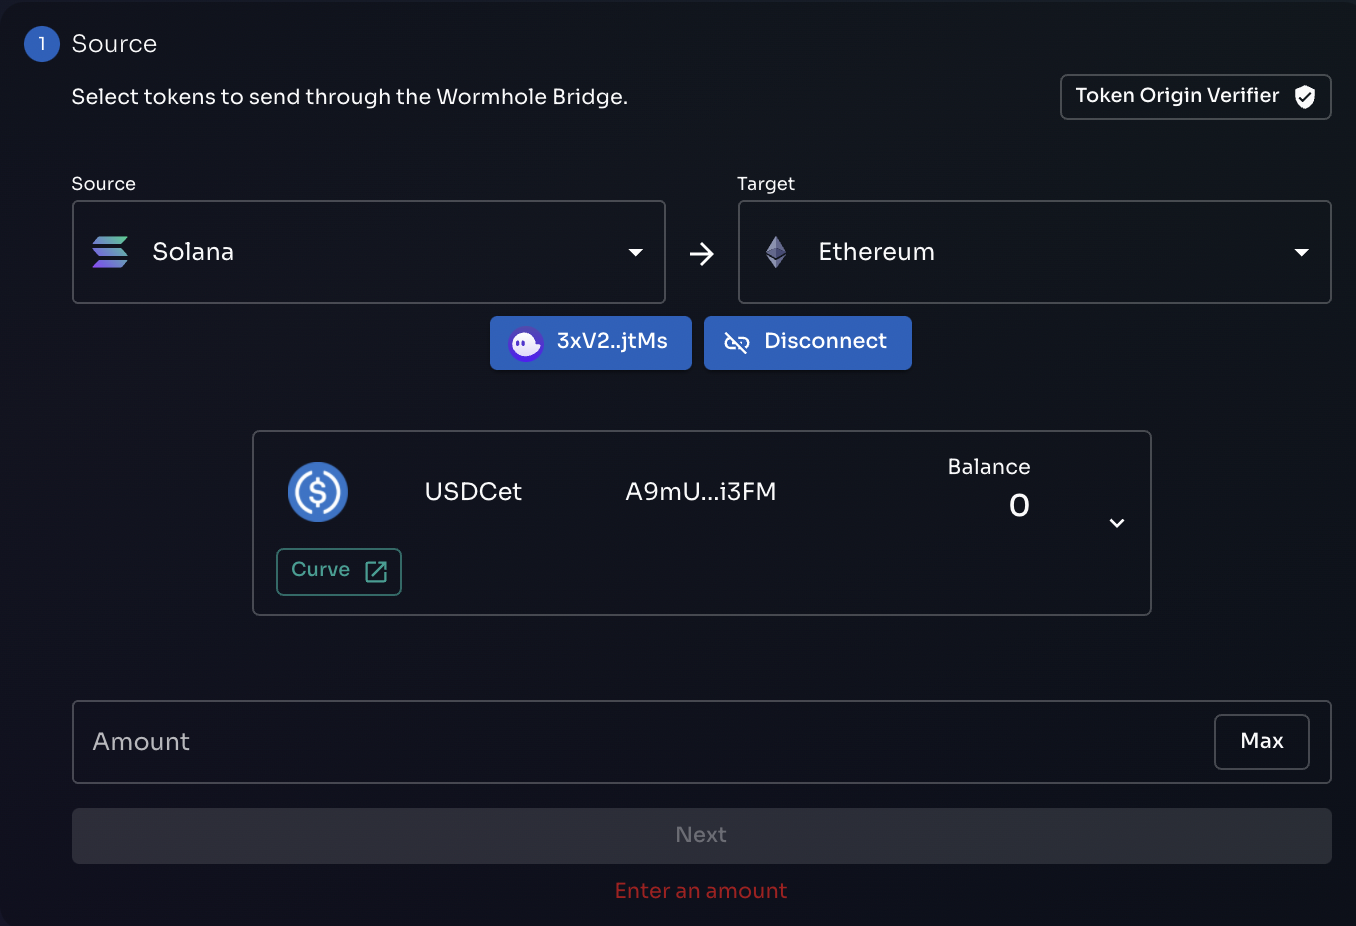 1 Source
Select tokens to send through the Wormhole Bridge.
Token Origin Verifier
Source
Target
Solana
Ethereum
3xV2..jtMs
Disconnect
USDCet
A9mU...i3FM
Balance
0
Curve
Amount
Max
Next
Enter an amount